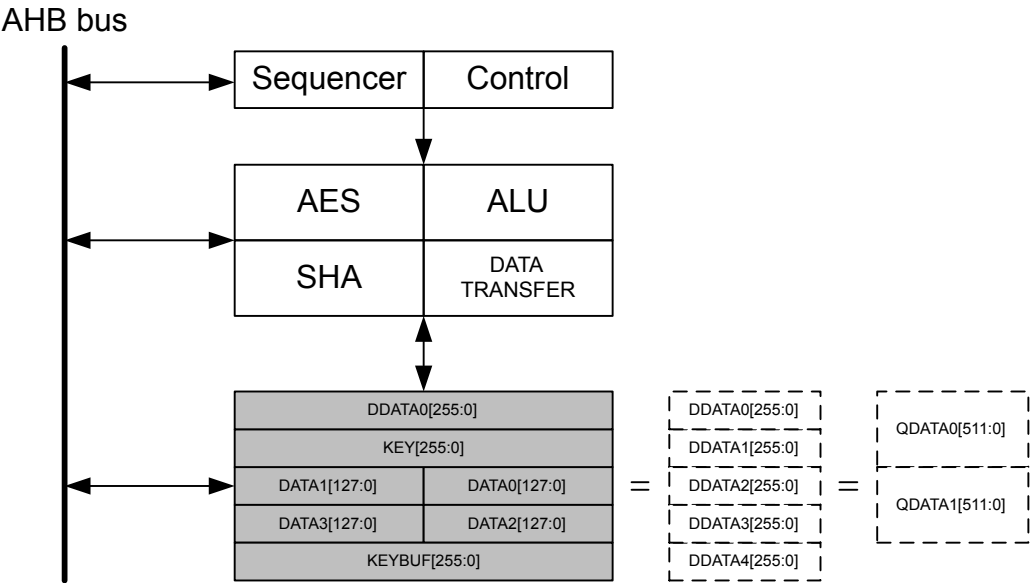 AHB bus
Sequencer
Control
AES
ALU
SHA
DATA
TRANSFER
DDATA0[255:0]
KEY[255:0]
DATA1[127:0]
DATA0[127:0]
DATA3[127:0]
DATA2[127:0]
KEYBUF[255:0]
=
DDATA0[255:0]
DDATA1[255:0]
DDATA2[255:0]
DDATA3[255:0]
DDATA4[255:0]
=
QDATA0[511:0]
QDATA1[511:0]